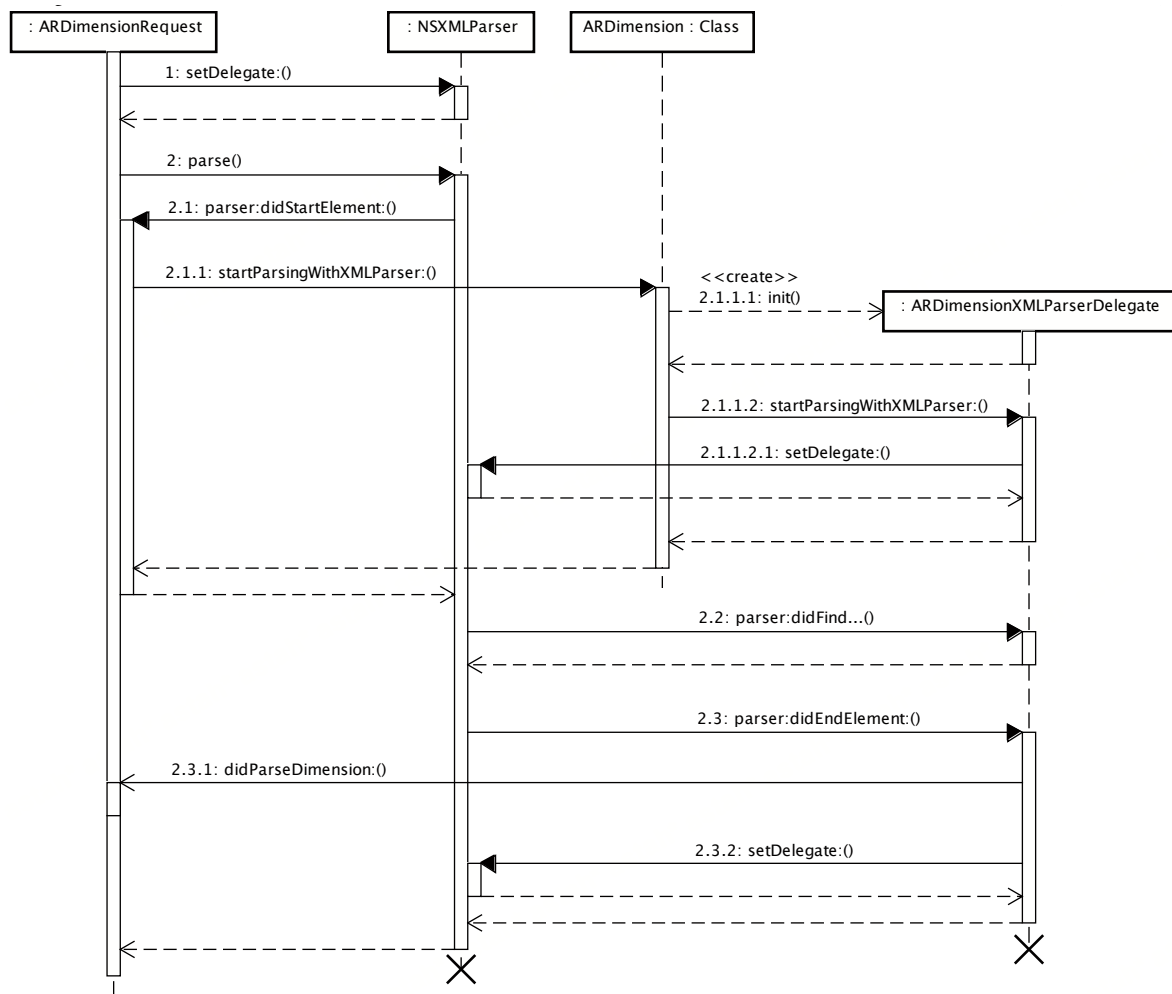 : ARDimensionRequest
: NSXMLParser
ARDimension : Class
1: setDelegate:()
2: parse()
2.1: parser:didStartElement:()
2.1.1: startParsingWithXMLParser:()
<<create>>
2.1.1.1: init()
: ARDimensionXMLParserDelegate
2.1.1.2: startParsingWithXMLParser:()
2.1.1.2.1: setDelegate:()
2.2: parser:didFind...()
2.3: parser:didEndElement:()
2.3.1: didParseDimension:()
2.3.2: setDelegate:()